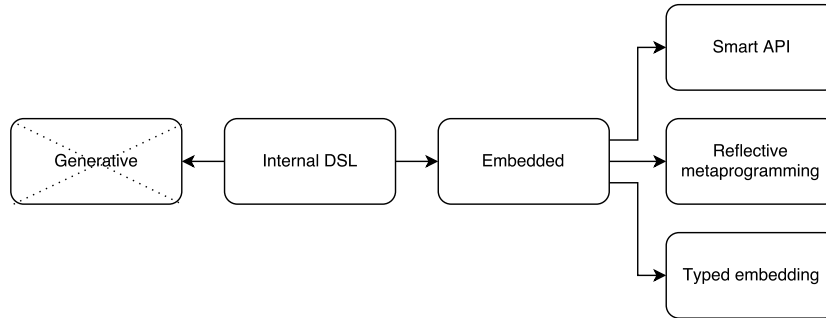 Smart API
Generative
Internal DSL
Embedded
Reflective
metaprogramming
Typed embedding